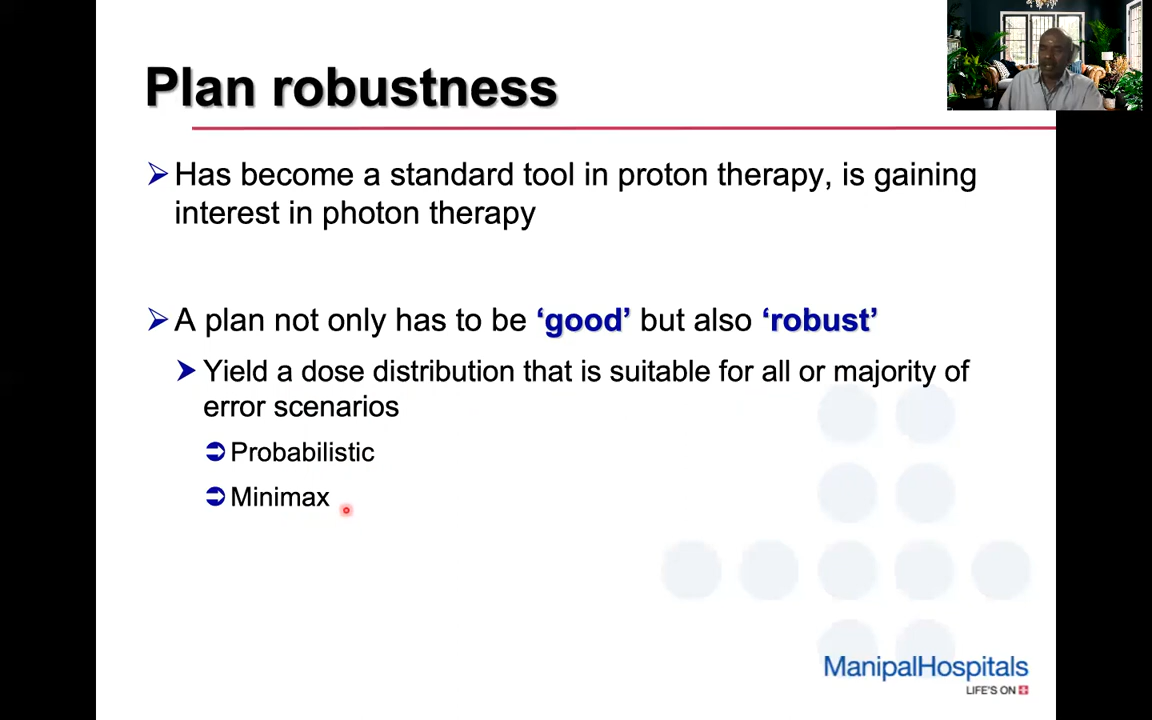 Plan robustness
Has become a standard tool in proton therapy, is gaining
interest in photon therapy
A plan not only has to be ‘good’ but also ‘robust’
Yield a dose distribution that is suitable for all or majority of
error scenarios
Probabilistic
Minimax
ManipalHospitals
LIFE'S ON